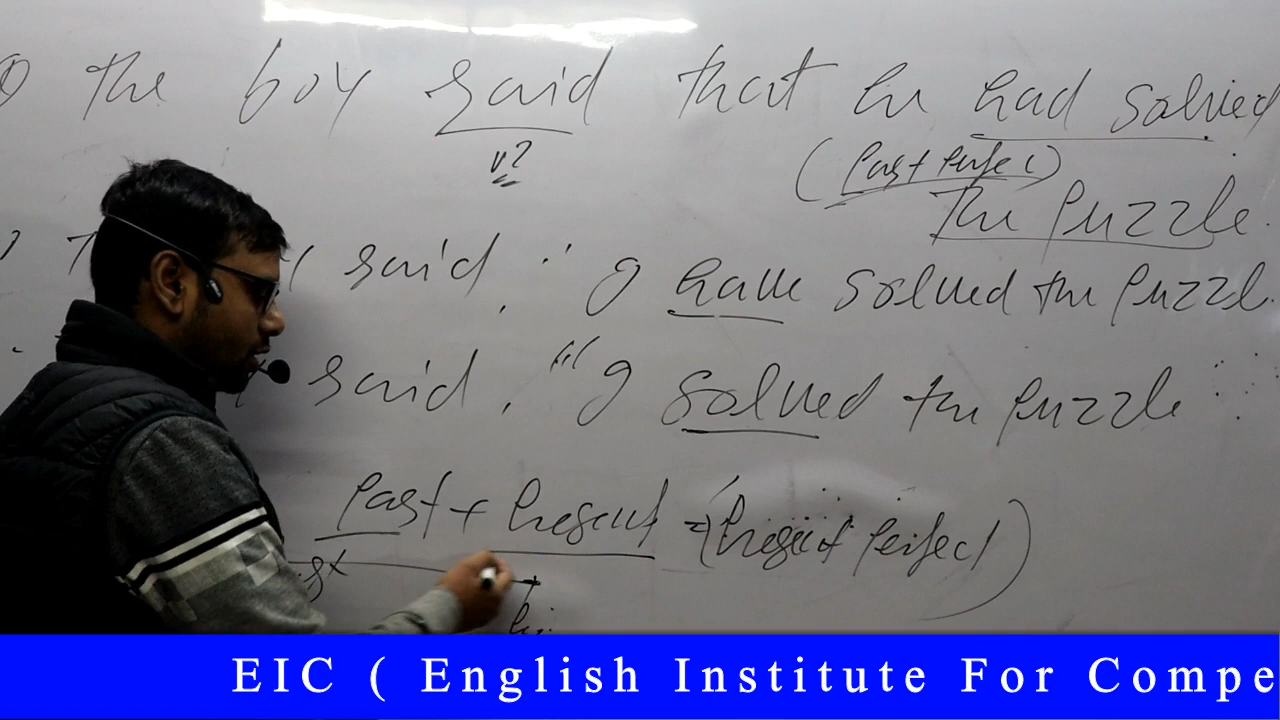 the boy said that he had solved
v2
(Past Perfect)
the Puzzle.
said, " I have solved the Puzzle.
said, "I solved the Puzzle
Past + Present = (Present Perfect)
EIC ( English Institute For Compe